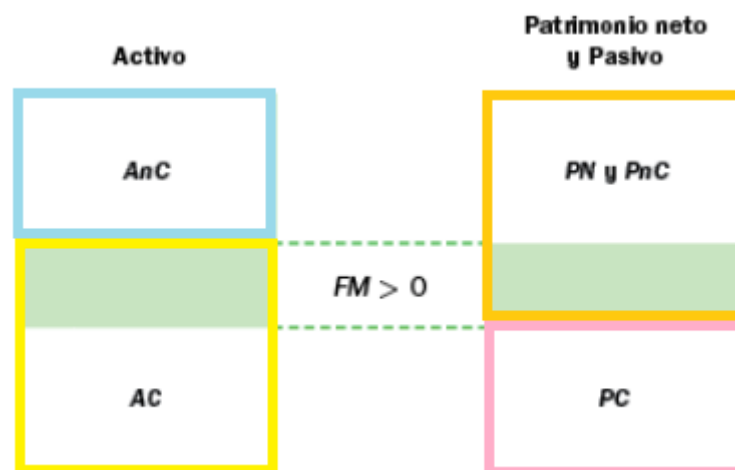 Activo
Patrimonio neto
y Pasivo
AnC
PN y PnC
FM > 0
AC
PC